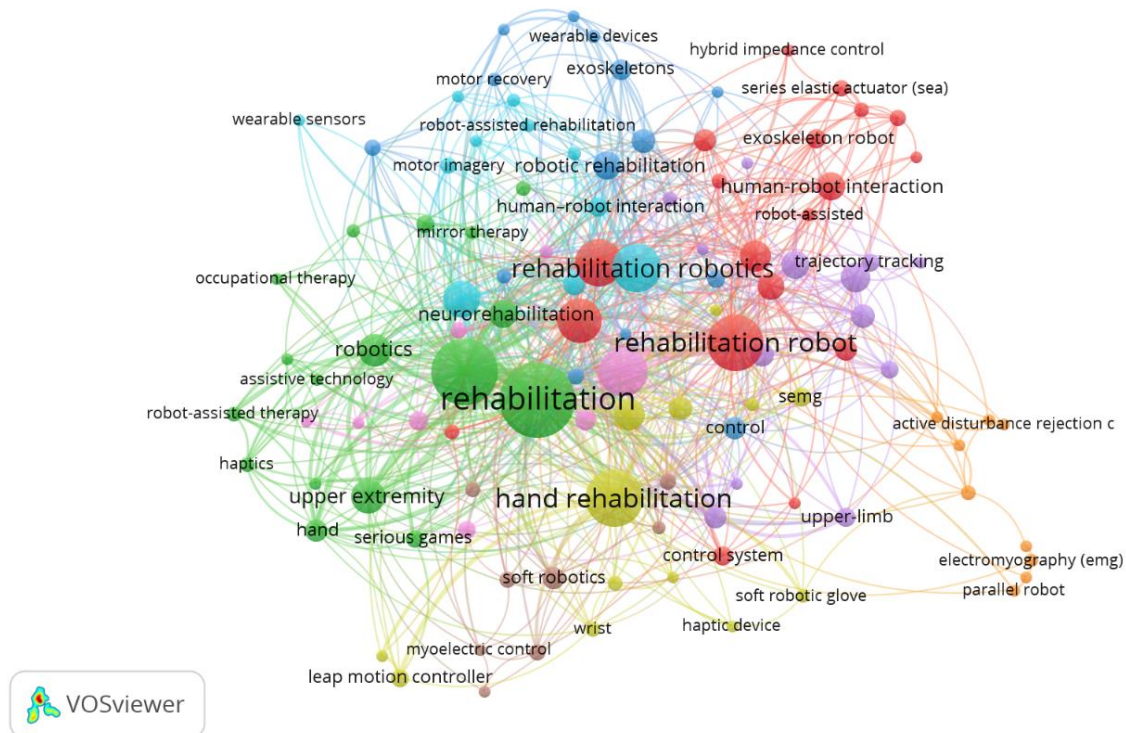 wearable devices
hybrid impedance control
exoskeletons
motor recovery
series elastic actuator (sea)
wearable sensors
robot-assisted rehabilitation
exoskeleton robot
motor imagery
robotic rehabilitation
human-robot interaction
human–robot interaction
robot-assisted
mirror therapy
trajectory tracking
rehabilitation robotics
occupational therapy
neurorehabilitation
rehabilitation robot
robotics
assistive technology
rehabilitation
semg
robot-assisted therapy
control
active disturbance rejection c
haptics
upper extremity
hand rehabilitation
upper-limb
hand
serious games
control system
electromyography (emg)
soft robotics
parallel robot
soft robotic glove
wrist
haptic device
myoelectric control
leap motion controller
VOSviewer